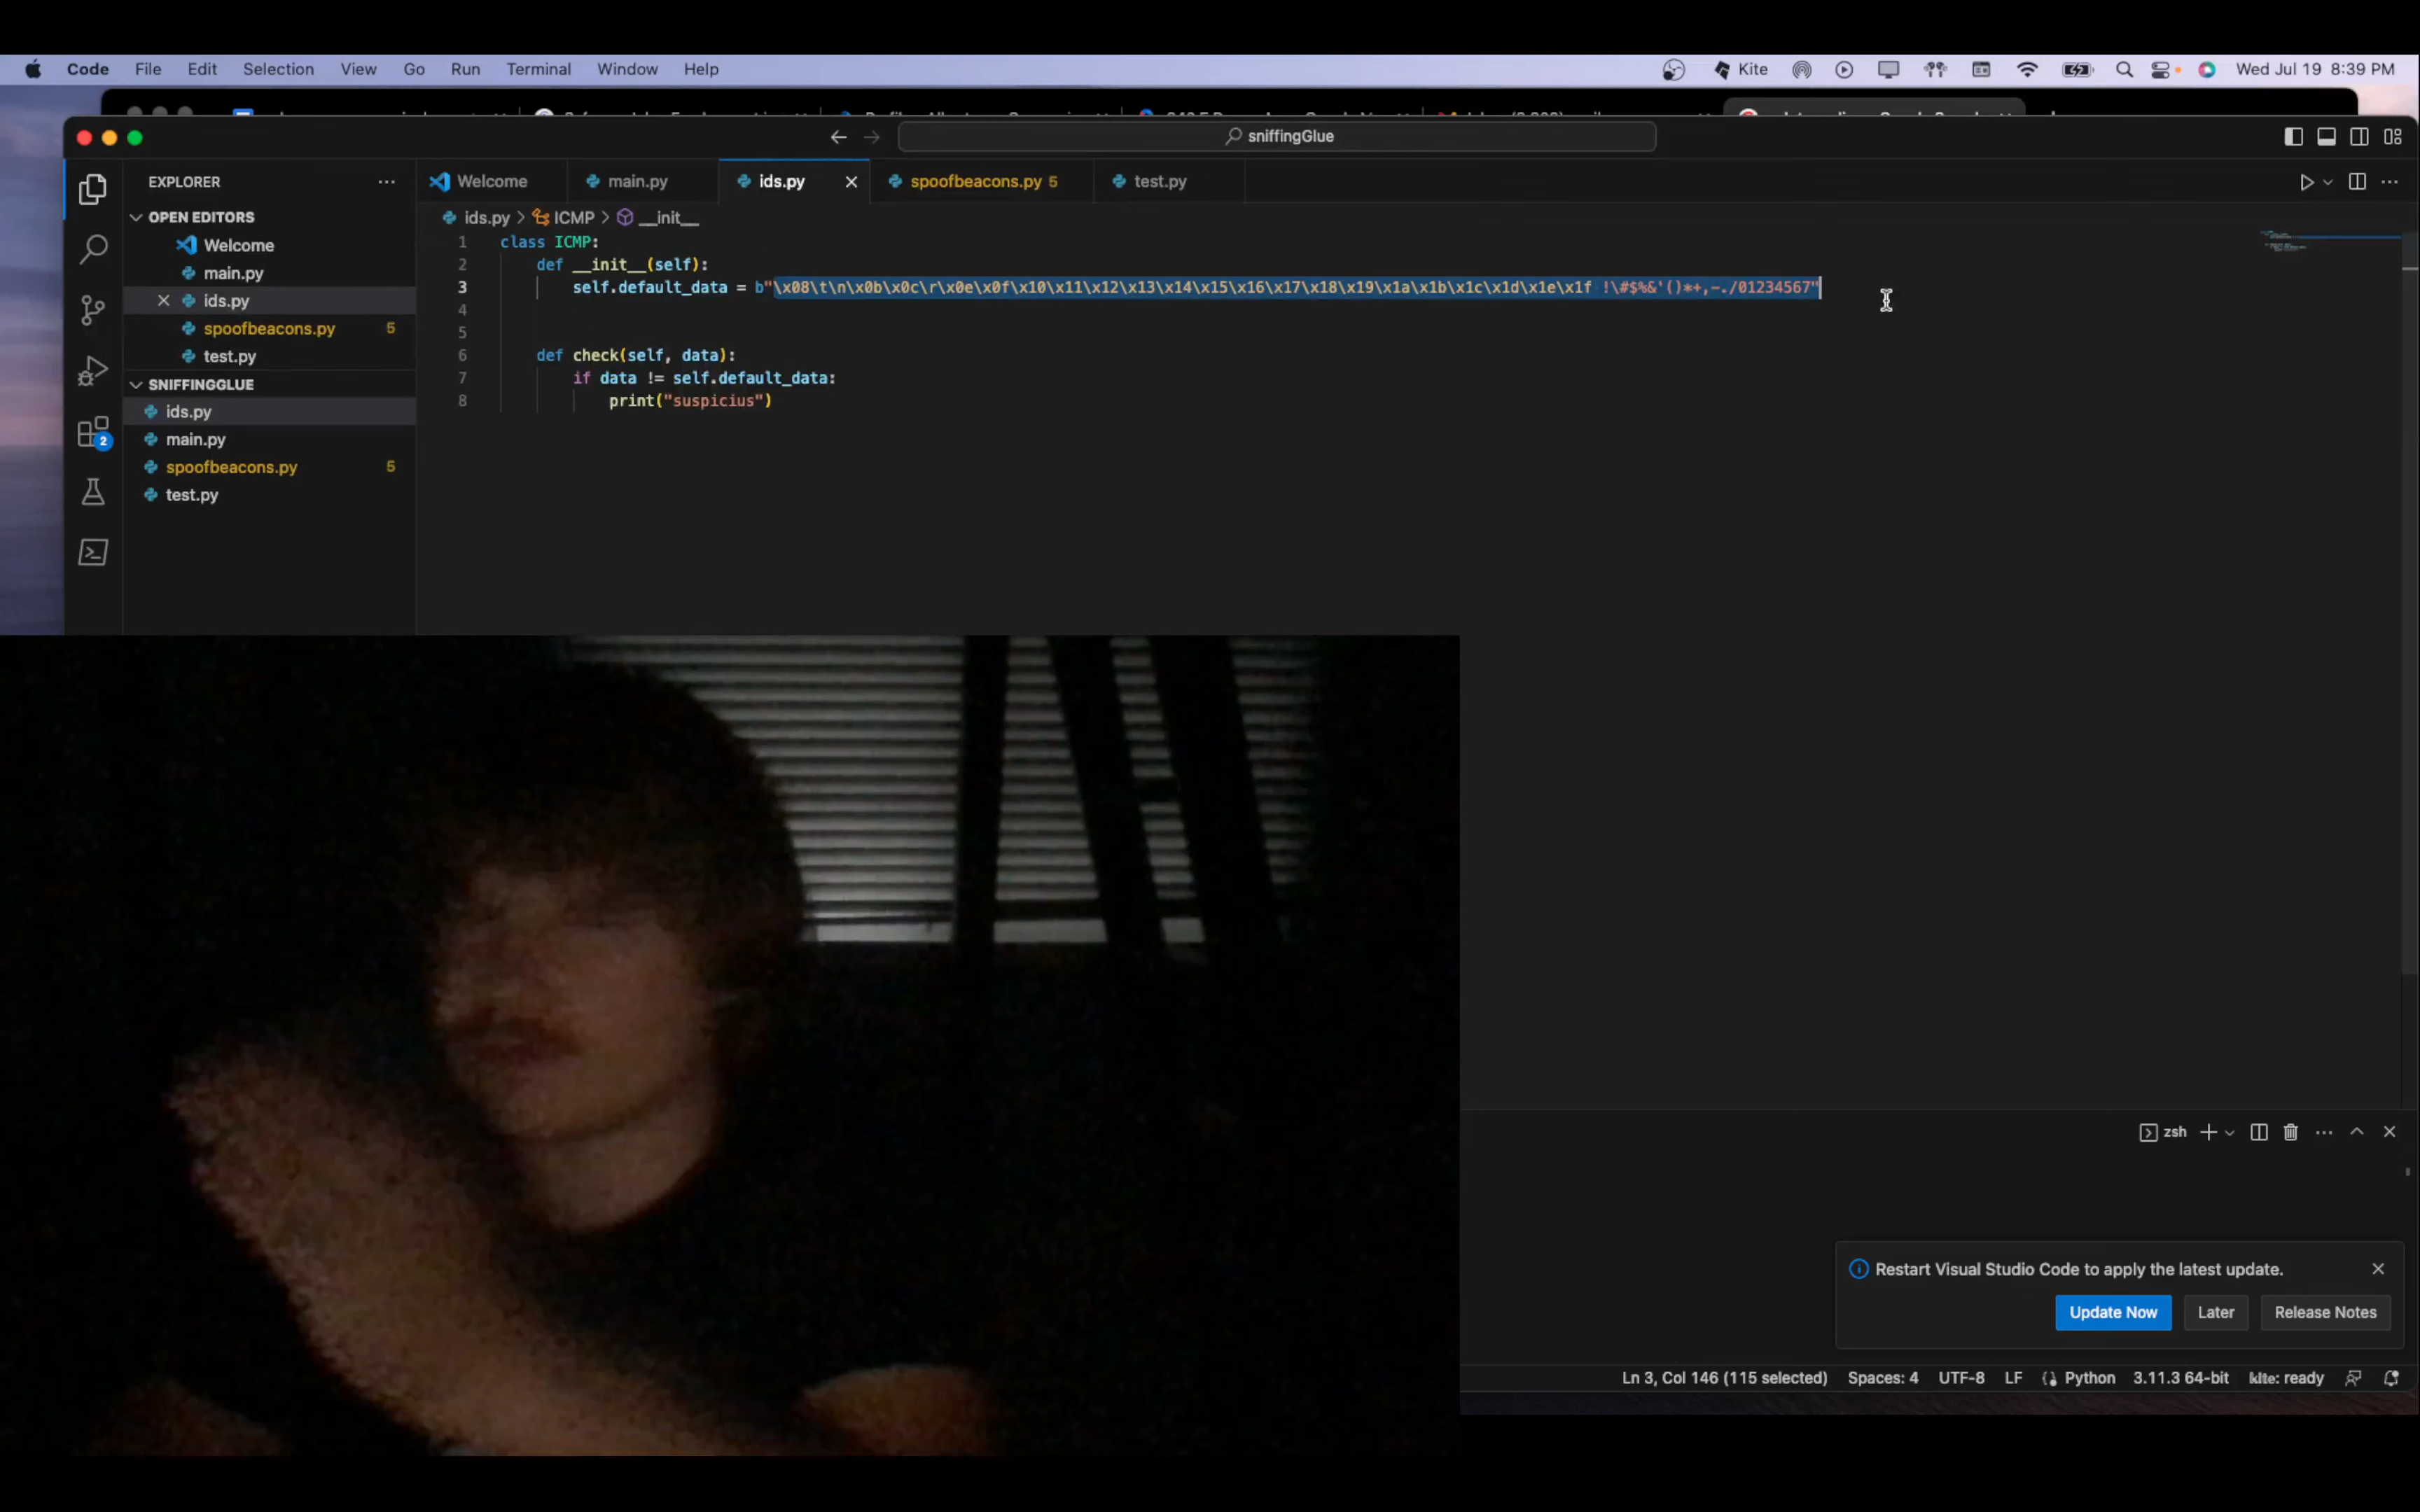 Code File Edit Selection View Go Run Terminal Window Help Kite Wed Jul 19 8:39 PM
sniffingGlue
EXPLORER
Welcome main.py ids.py spoofbeacons.py 5 test.py
OPEN EDITORS
Welcome
main.py
ids.py
spoofbeacons.py 5
test.py
SNIFFINGGLUE
ids.py
main.py
spoofbeacons.py 5
test.py
2
ids.py > ICMP > __init__
1 class ICMP:
2 def __init__(self):
3 self.default_data = b"\x08\t\n\x0b\x0c\r\x0e\x0f\x10\x11\x12\x13\x14\x15\x16\x17\x18\x19\x1a\x1b\x1c\x1d\x1e\x1f !\#$%&'()*+,-./01234567"
4
5
6 def check(self, data):
7 if data != self.default_data:
8 print("suspicius")
zsh
Restart Visual Studio Code to apply the latest update.
Update Now Later Release Notes
Ln 3, Col 146 (115 selected) Spaces: 4 UTF-8 LF Python 3.11.3 64-bit kite: ready